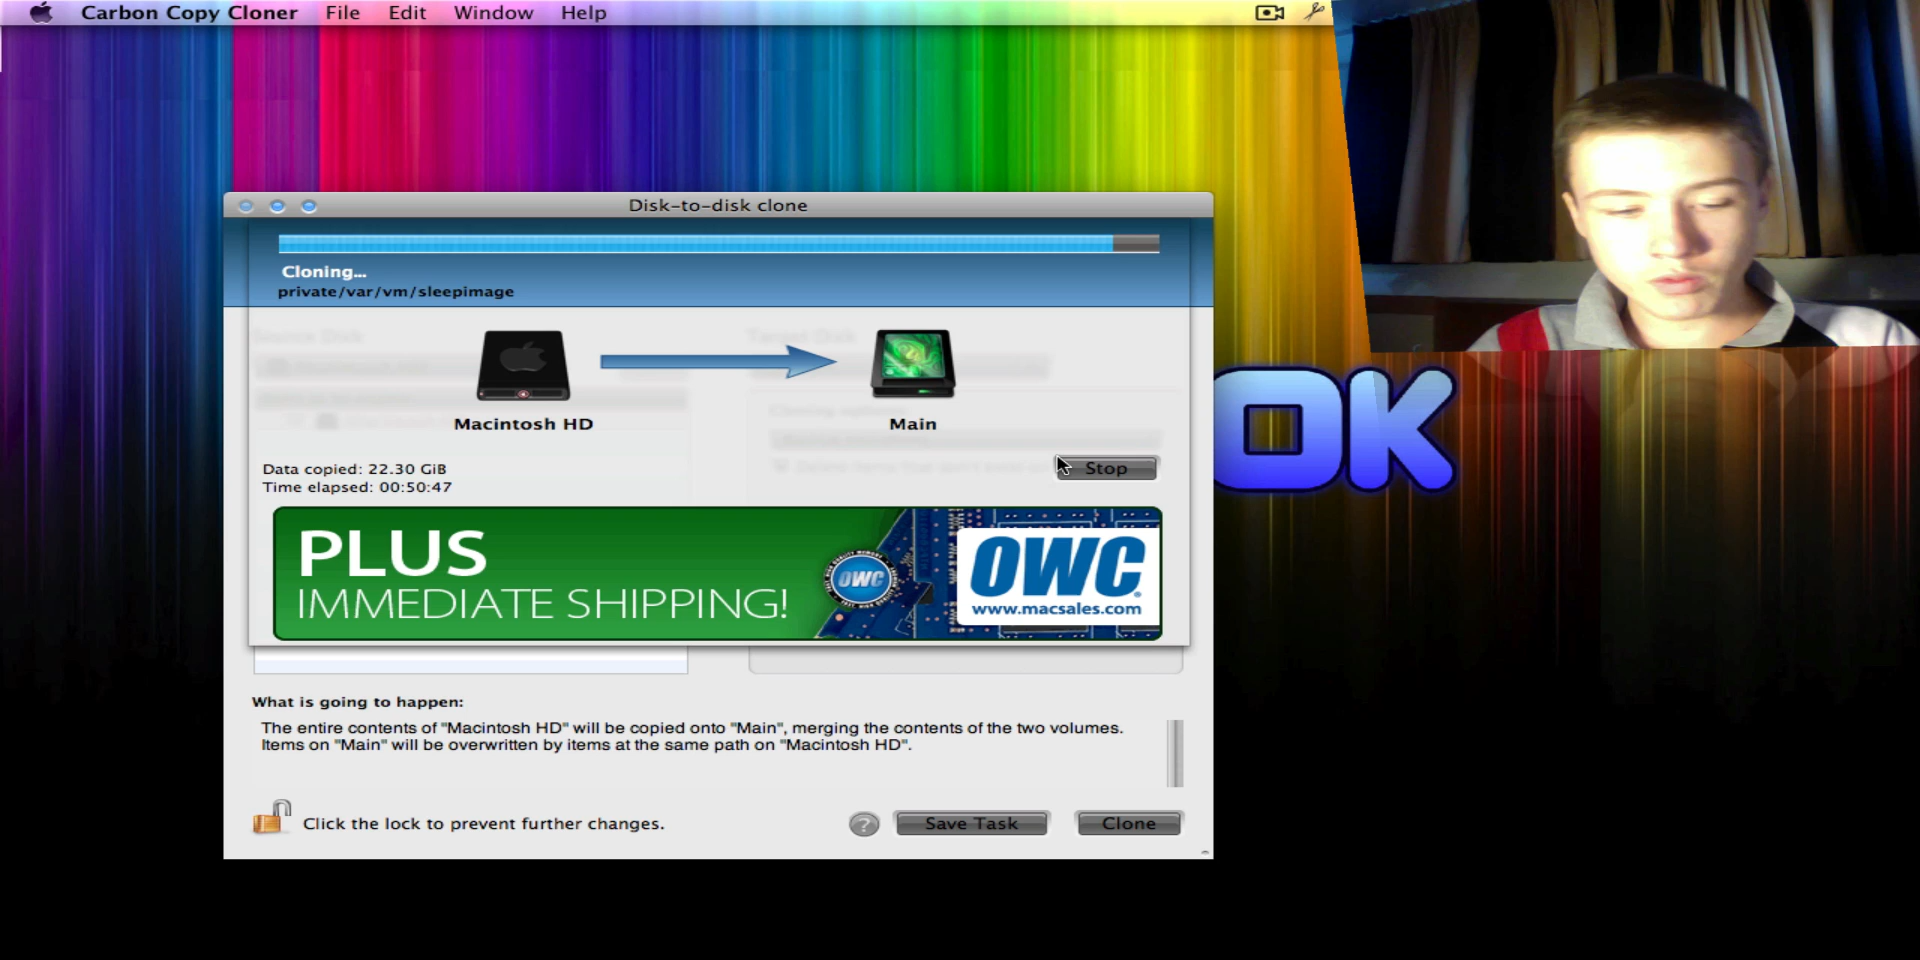 Carbon Copy Cloner File Edit Window Help
Disk-to-disk clone
Cloning...
private/var/vm/sleepimage
Macintosh HD
Main
Data copied: 22.30 GiB
Time elapsed: 00:50:47
Stop
OK
PLUS
IMMEDIATE SHIPPING!
OWC
OWC
www.macsales.com
What is going to happen:
The entire contents of "Macintosh HD" will be copied onto "Main", merging the contents of the two volumes.
Items on "Main" will be overwritten by items at the same path on "Macintosh HD".
Click the lock to prevent further changes.
?
Save Task
Clone